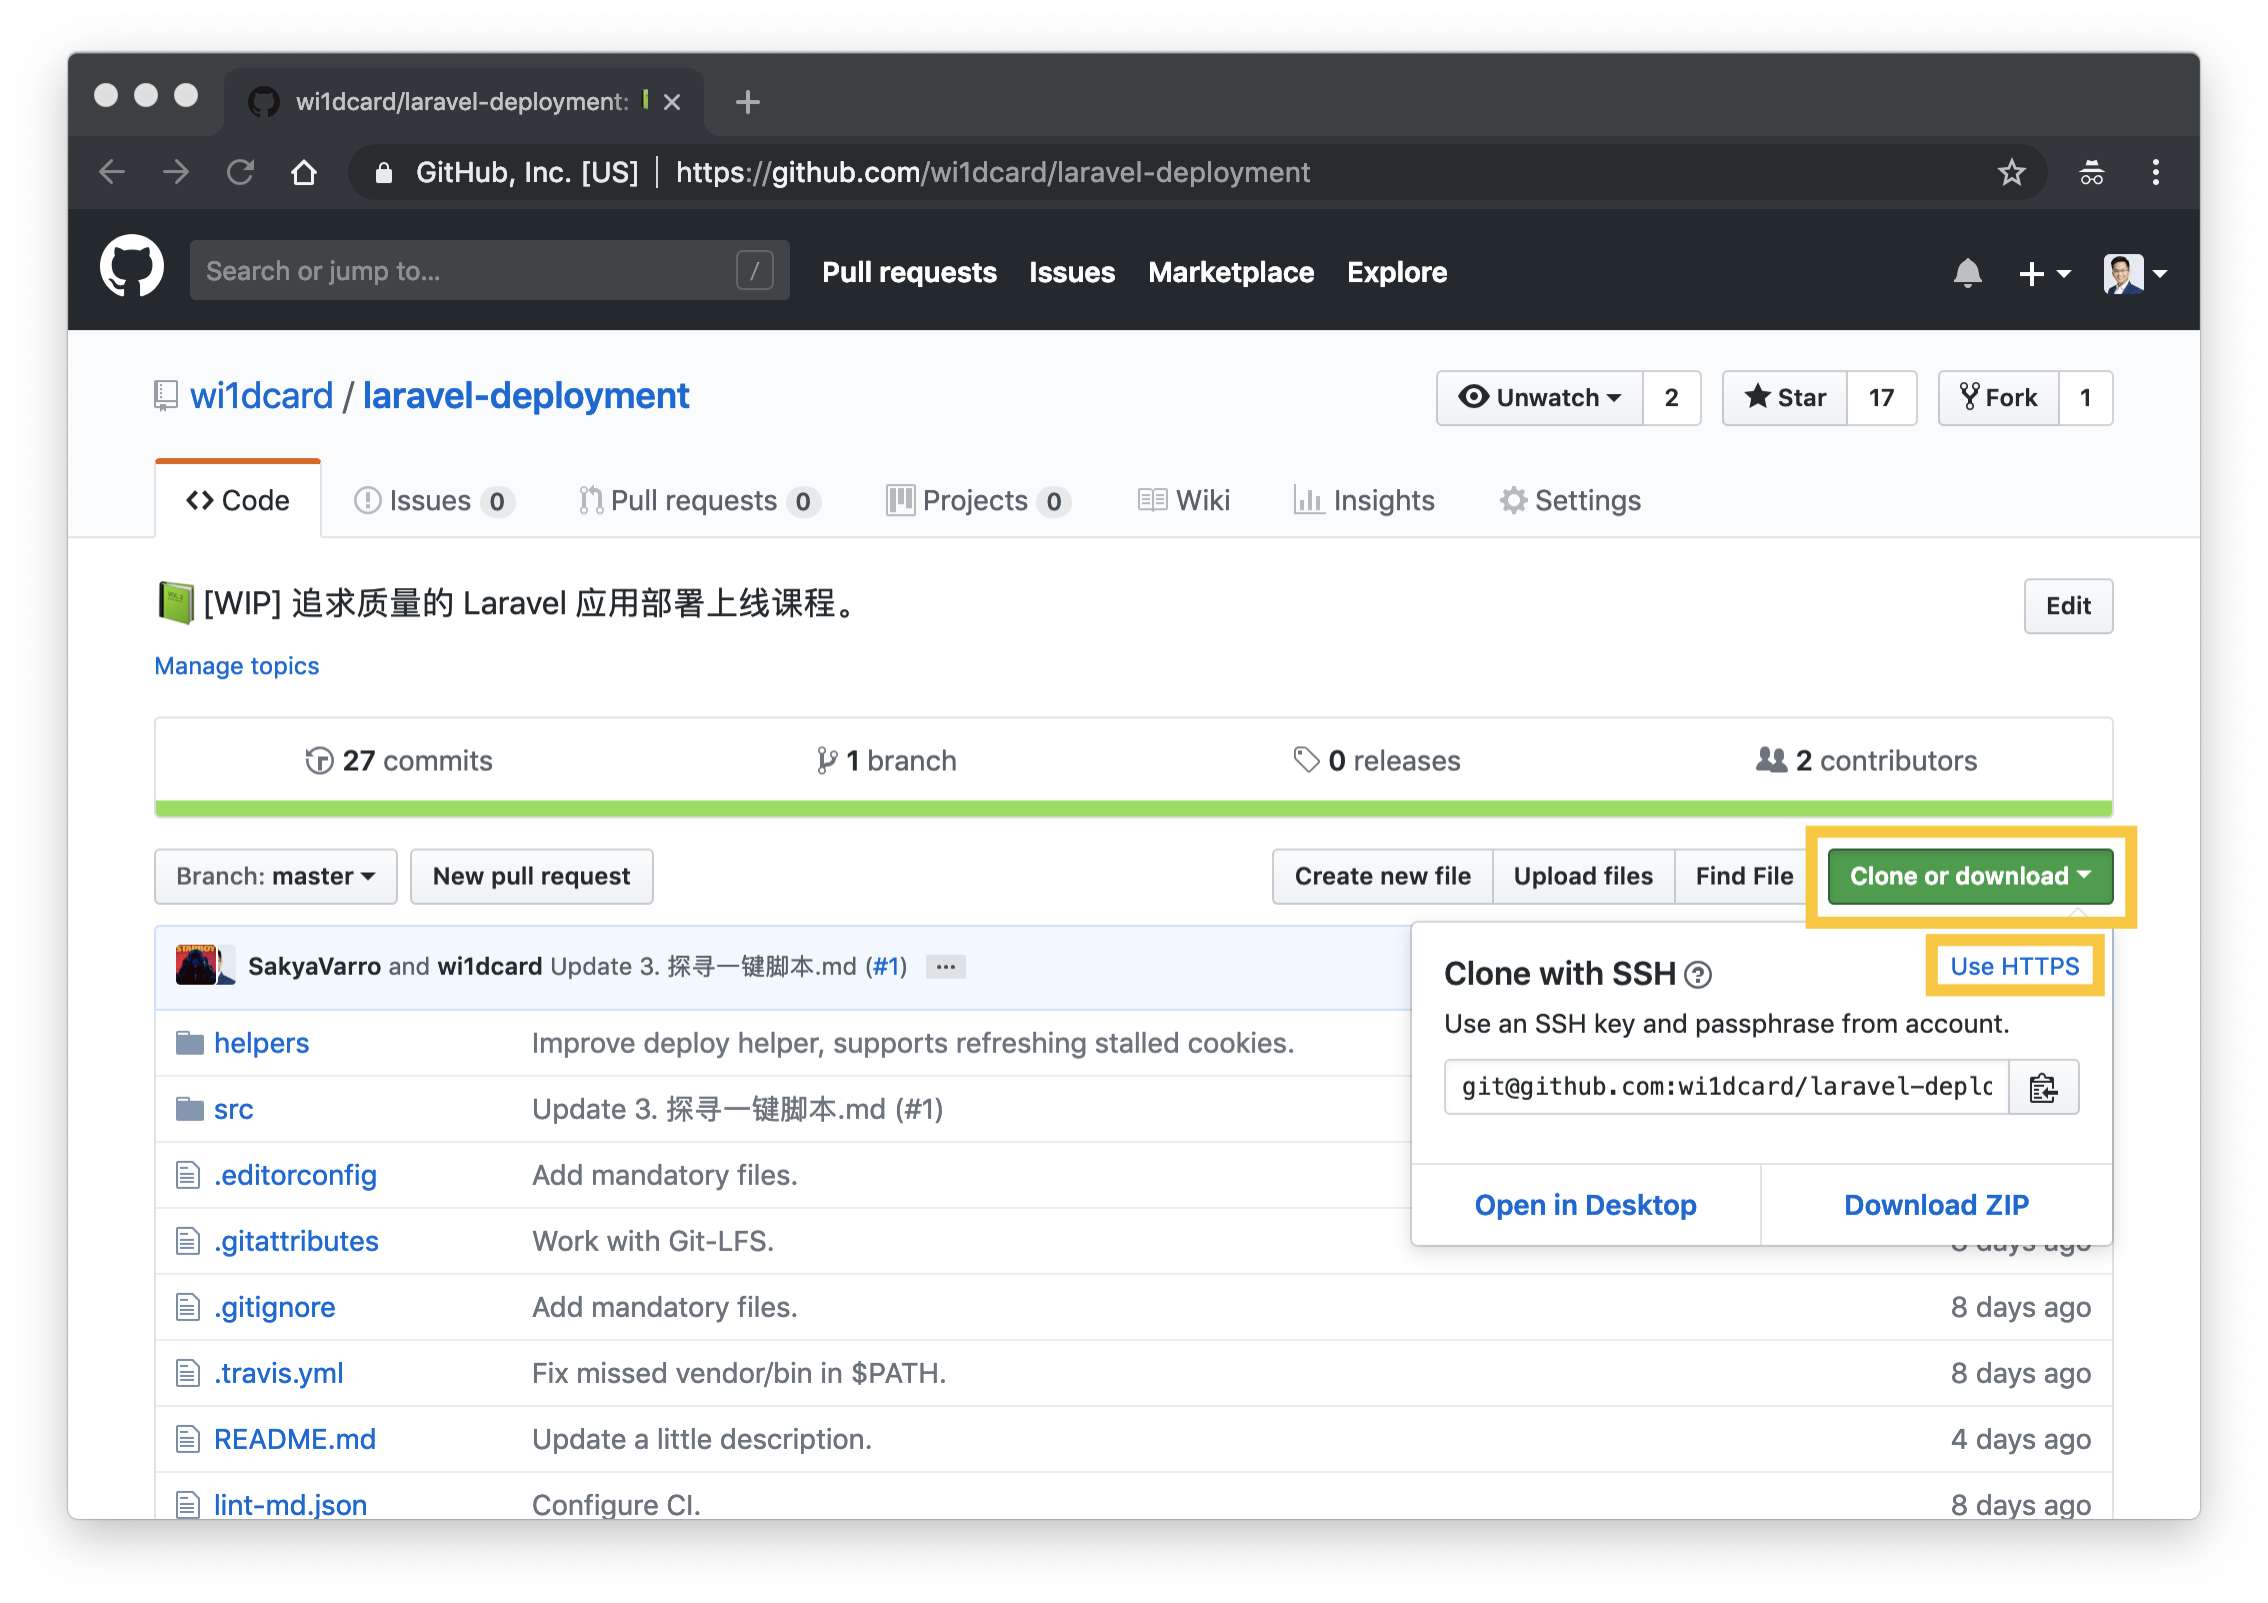 wi1dcard/laravel-deployment:
GitHub, Inc. [US] | https://github.com/wi1dcard/laravel-deployment
Search or jump to... /
Pull requests Issues Marketplace Explore
wi1dcard / laravel-deployment
Unwatch 2 Star 17 Fork 1
Code Issues 0 Pull requests 0 Projects 0 Wiki Insights Settings
[WIP] 追求质量的 Laravel 应用部署上线课程。
Edit
Manage topics
27 commits 1 branch 0 releases 2 contributors
Branch: master New pull request Create new file Upload files Find File Clone or download
SakyaVarro and wi1dcard Update 3. 探寻一键脚本.md (#1) ...
Clone with SSH Use HTTPS
Use an SSH key and passphrase from account.
git@github.com:wi1dcard/laravel-deplo
Open in Desktop Download ZIP
helpers Improve deploy helper, supports refreshing stalled cookies.
src Update 3. 探寻一键脚本.md (#1)
.editorconfig Add mandatory files.
.gitattributes Work with Git-LFS. days ago
.gitignore Add mandatory files. 8 days ago
.travis.yml Fix missed vendor/bin in $PATH. 8 days ago
README.md Update a little description. 4 days ago
lint-md.json Configure CI. 8 days ago